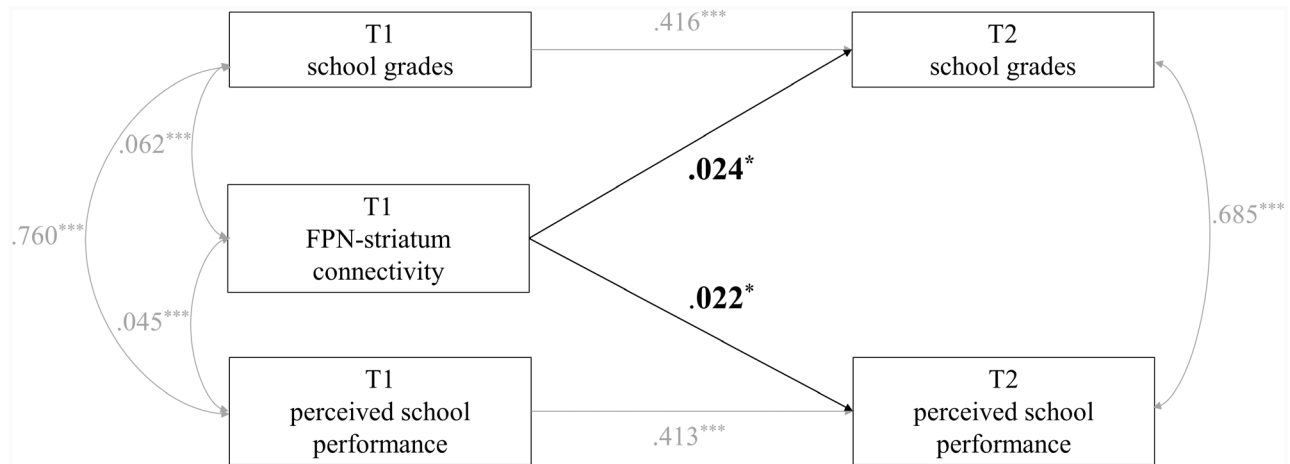 T1
school grades
.416***
T2
school grades
.062***
.024*
T1
FPN-striatum
connectivity
.760***
.685***
.022*
.045***
T1
perceived school
performance
.413***
T2
perceived school
performance